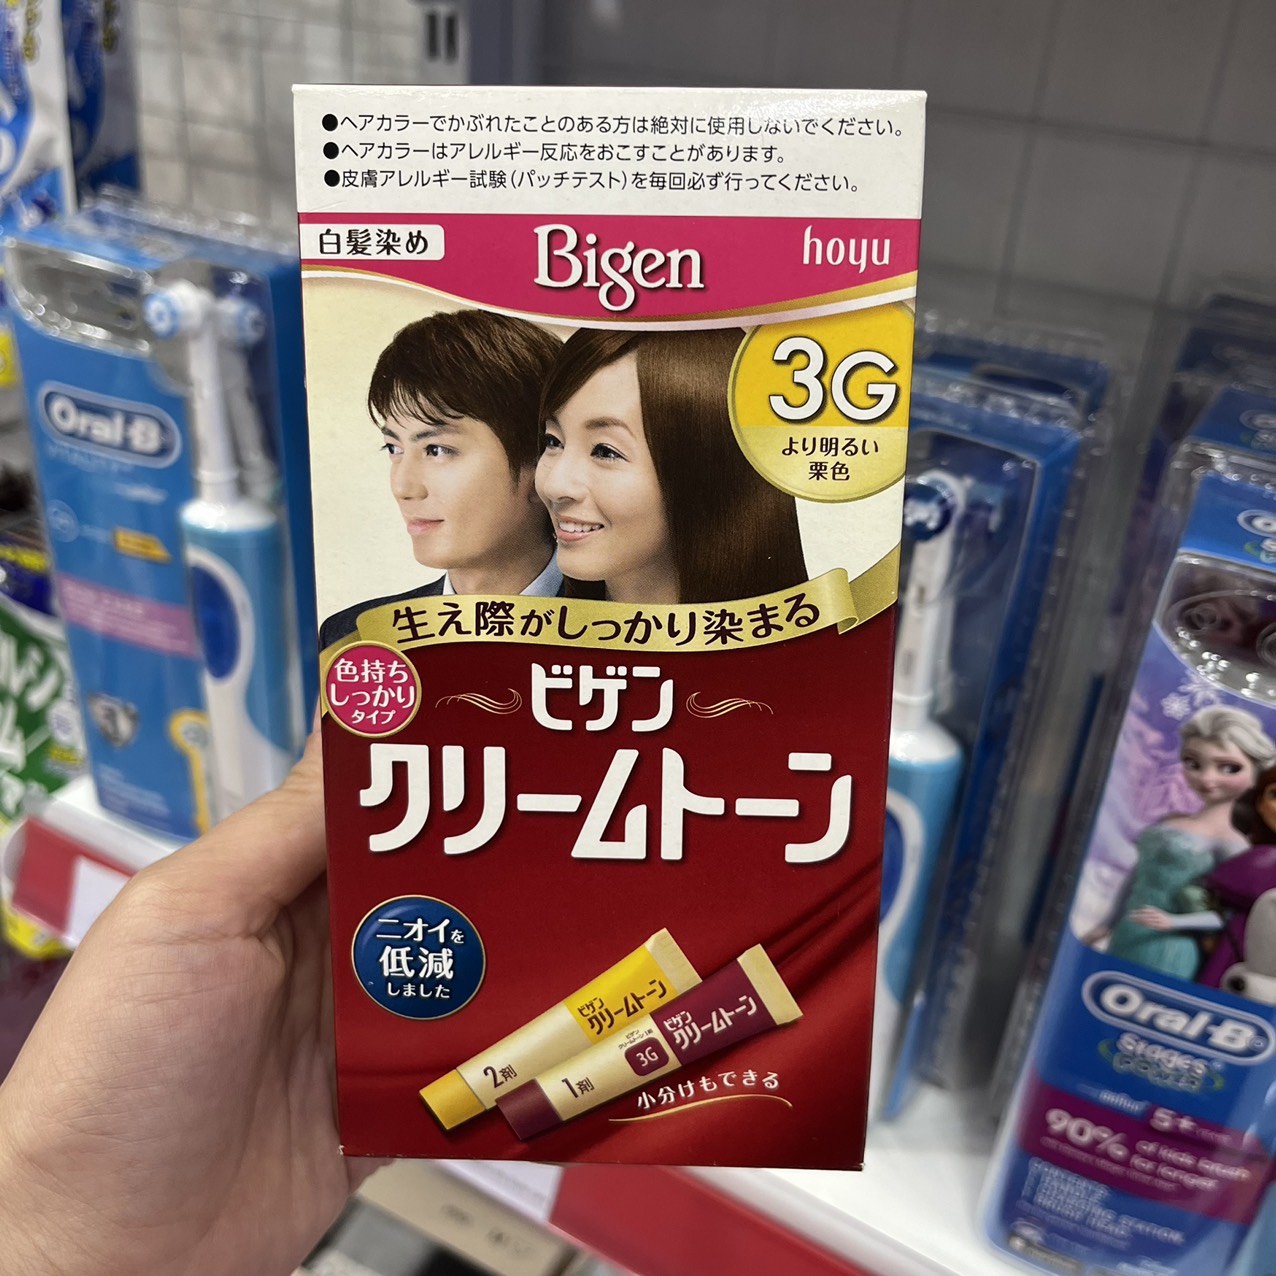 ●ヘアカラーでかぶれたことのある方は絶対に使用しないでください。
●ヘアカラーはアレルギー反応をおこすことがあります。
●皮膚アレルギー試験(パッチテスト)を毎回必ず行ってください。
白髪染め
Bigen
hoyu
3G
より明るい
栗色
生え際がしっかり染まる
色持ち
しっかり
タイプ
ビゲン
クリームトーン
ニオイを
低減
しました
ビゲン
クリームトーン
2剤
ビゲン
クリームトーン
3G
1剤
小分けもできる
Oral-B
Oral-B
Stages
POWER
5+
90%